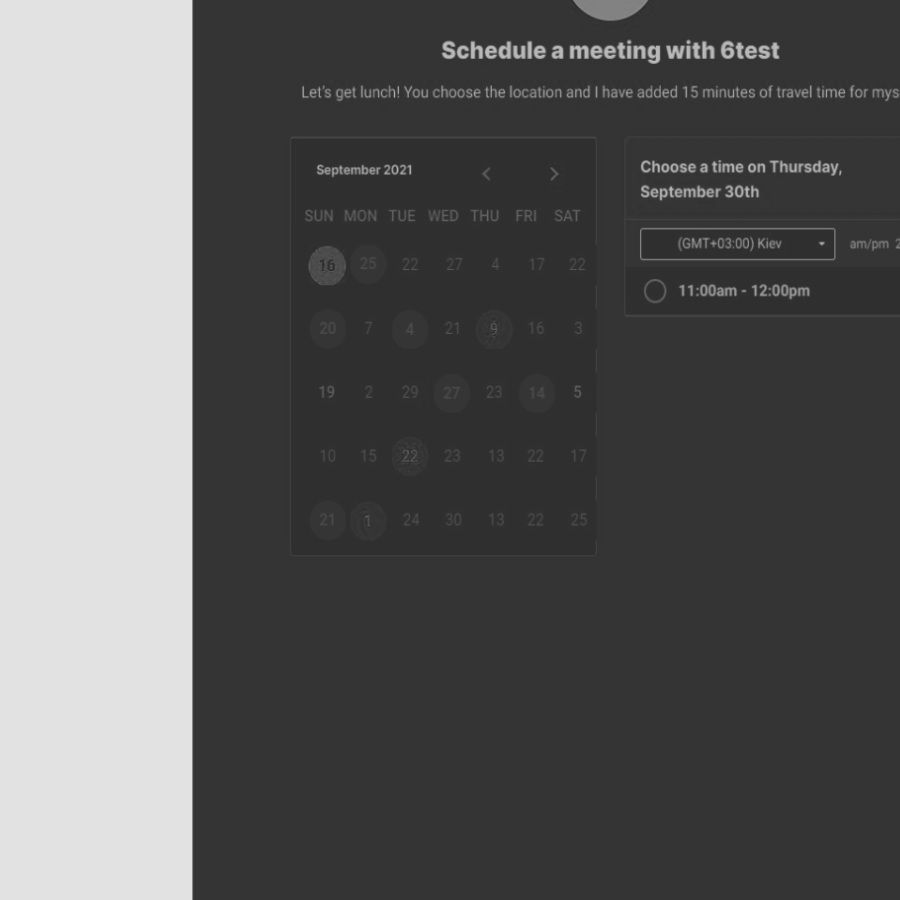 Schedule a meeting with 6test
Let's get lunch! You choose the location and I have added 15 minutes of travel time for mys
September 2021
SUN MON TUE WED THU FRI SAT
16 25 22 27 4 17 22
20 7 4 21 9 16 3
19 2 29 27 23 14 5
10 15 22 23 13 22 17
21 1 24 30 13 22 25
Choose a time on Thursday,
September 30th
(GMT+03:00) Kiev am/pm 2
11:00am - 12:00pm